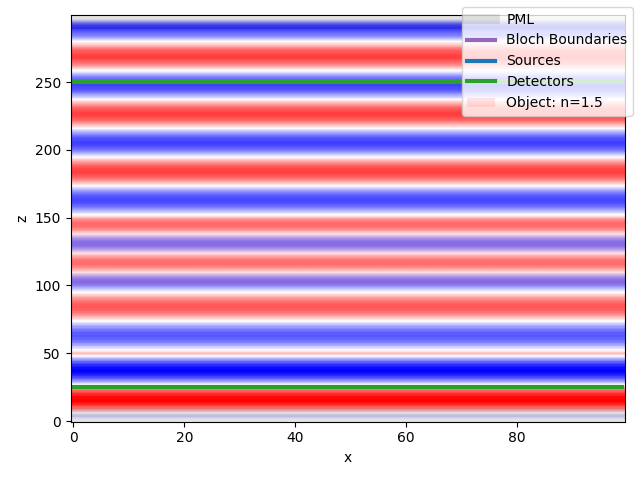 PML
Bloch Boundaries
Sources
Detectors
Object: n=1.5
250
200
150
100
50
0
z
0 20 40 60 80
x